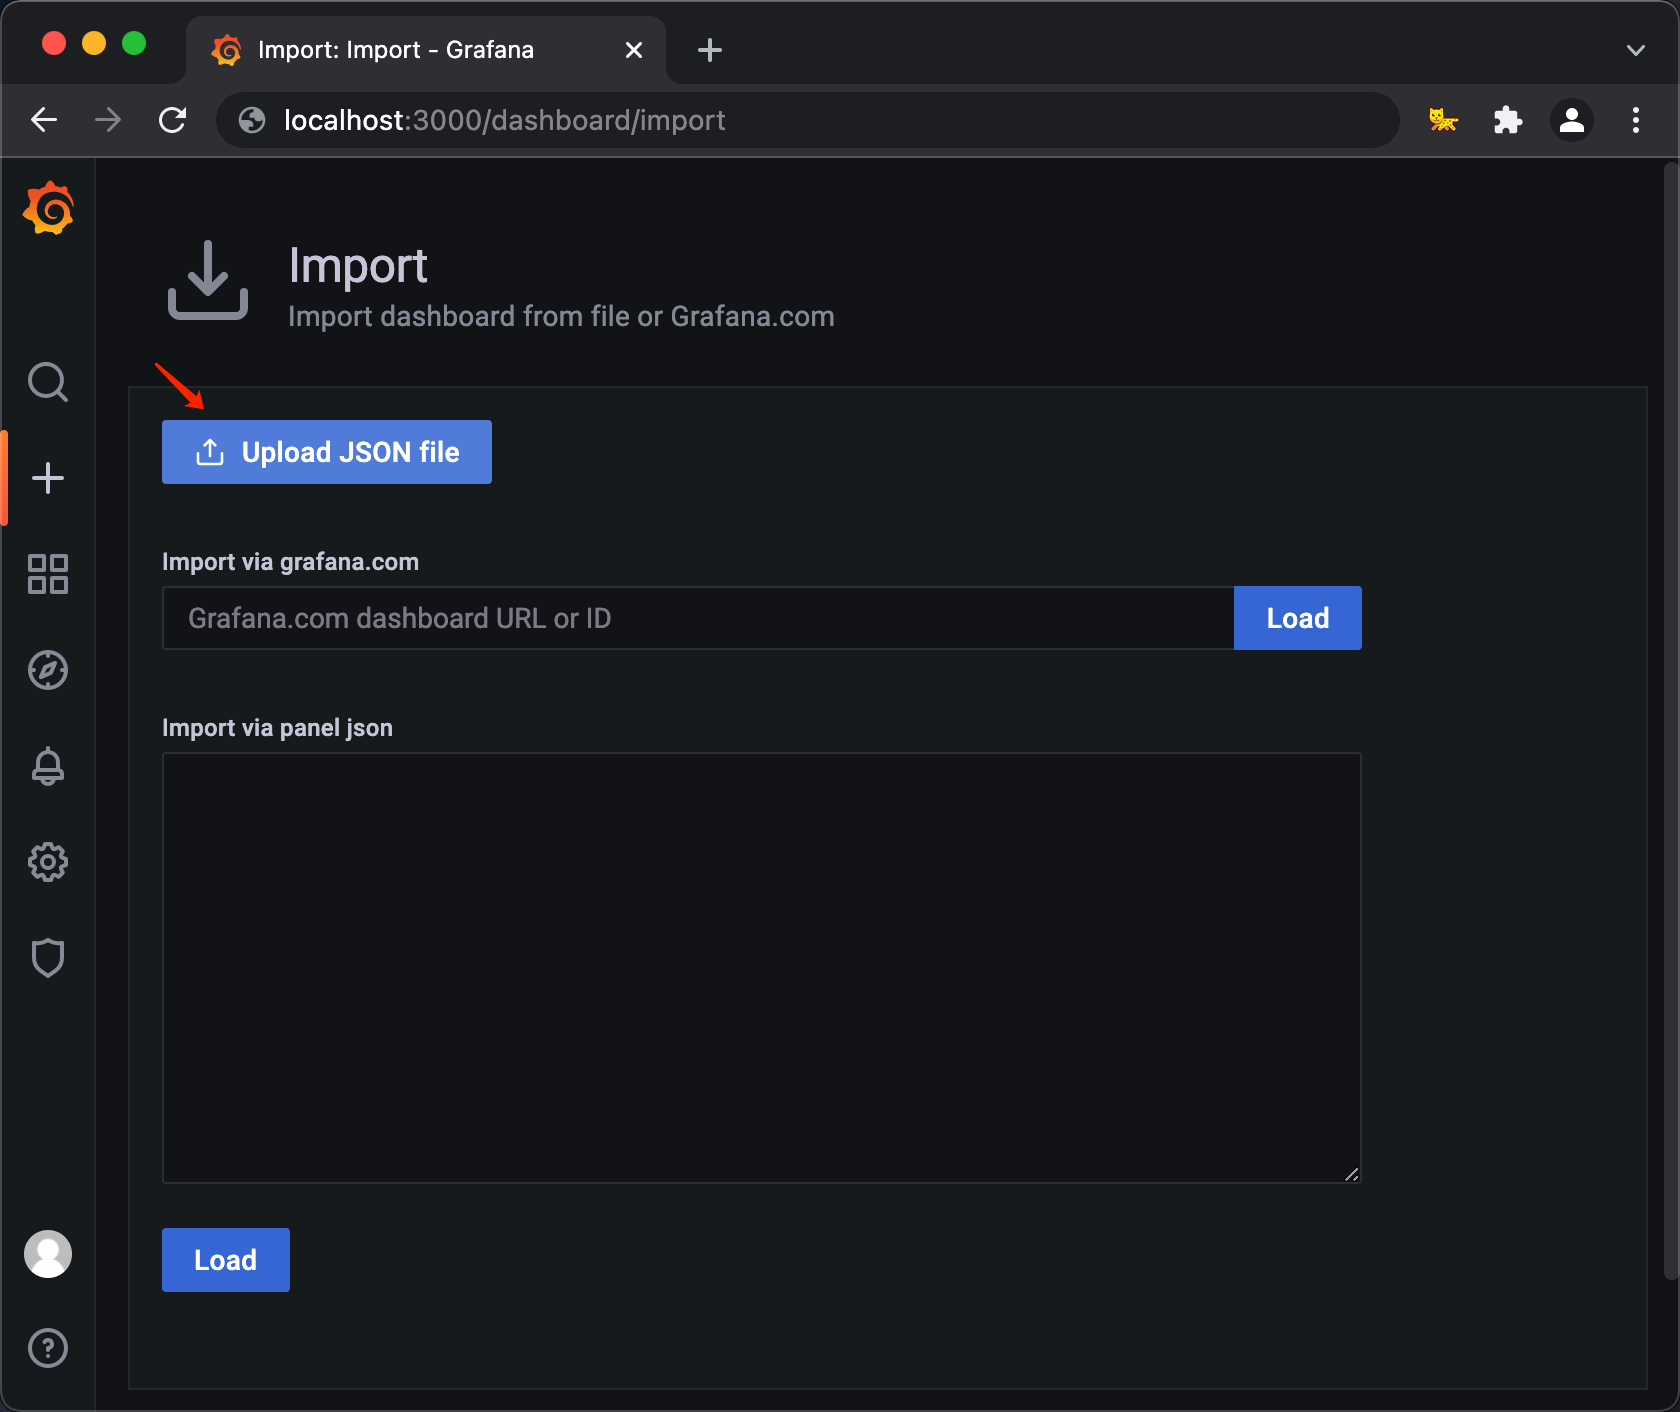 Import: Import - Grafana
localhost:3000/dashboard/import
Import
Import dashboard from file or Grafana.com
Upload JSON file
Import via grafana.com
Grafana.com dashboard URL or ID
Load
Import via panel json
Load